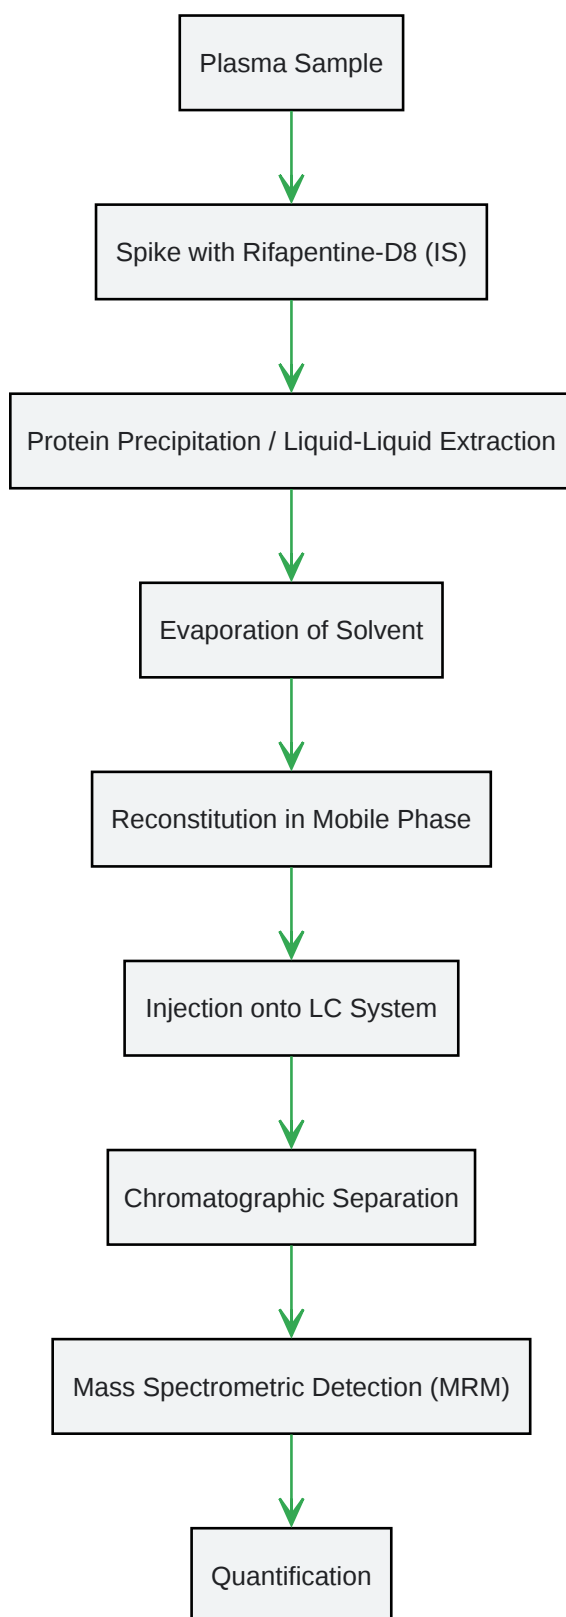 Plasma Sample
Spike with Rifapentine-D8 (IS)
Protein Precipitation / Liquid-Liquid Extraction
Evaporation of Solvent
Reconstitution in Mobile Phase
Injection onto LC System
Chromatographic Separation
Mass Spectrometric Detection (MRM)
Quantification